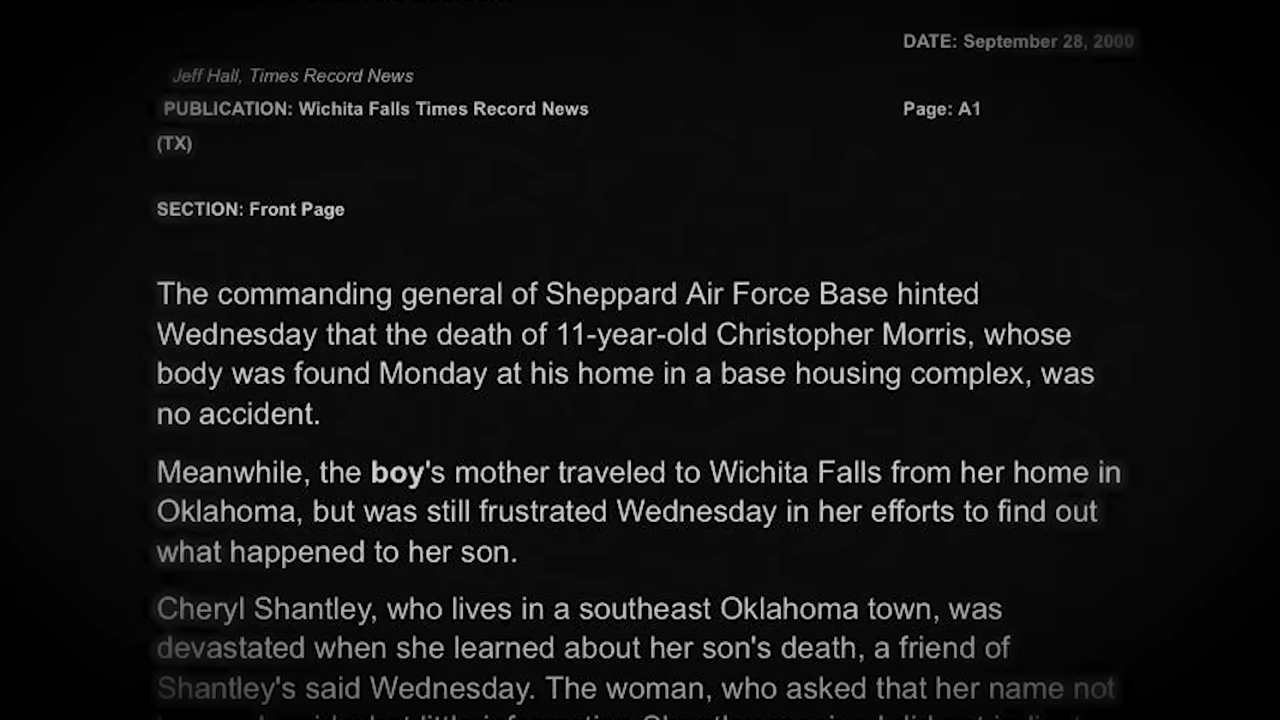 DATE: September 28, 2000
Jeff Hall, Times Record News
PUBLICATION: Wichita Falls Times Record News
Page: A1
(TX)
SECTION: Front Page
The commanding general of Sheppard Air Force Base hinted
Wednesday that the death of 11-year-old Christopher Morris, whose
body was found Monday at his home in a base housing complex, was
no accident.
Meanwhile, the boy's mother traveled to Wichita Falls from her home in
Oklahoma, but was still frustrated Wednesday in her efforts to find out
what happened to her son.
Cheryl Shantley, who lives in a southeast Oklahoma town, was
devastated when she learned about her son's death, a friend of
Shantley's said Wednesday. The woman, who asked that her name not